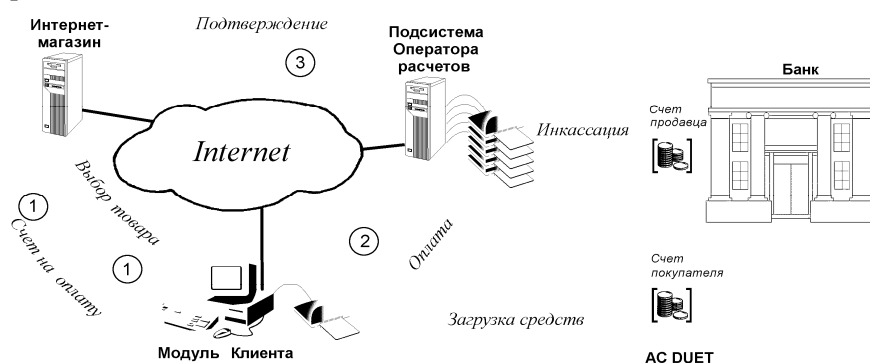 Интернет-
магазин
Подтверждение
3
Подсистема
Оператора
расчетов
Банк
Счет
продавца
Инкассация
Internet
Выбор товара
1
Счет на оплату
1
2
Оплата
Счет
покупателя
Загрузка средств
Модуль Клиента
АС DUET